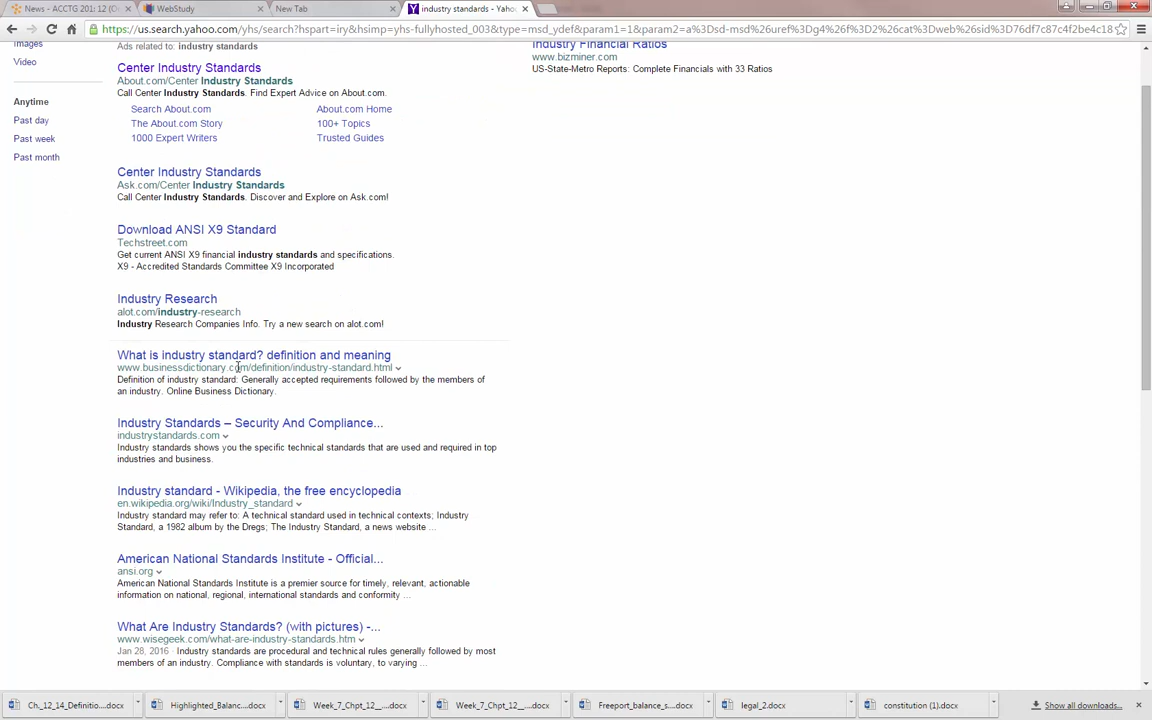 News - ACCTG 201: 12 (O
WebStudy
New Tab
industry standards - Yaho
https://us.search.yahoo.com/yhs/search?hspart=iry&hsimp=yhs-fullyhosted_003&type=msd_ydef&param1=1&param2=a%3Dsd-msd%26uref%3Dg4%2F%2F%26cat%3Dweb%26sid%3D76df7c87c4f2be4c18
Images
Video
Anytime
Past day
Past week
Past month
Ads related to: industry standards
Center Industry Standards
About.com/Center Industry Standards
Call Center Industry Standards. Find Expert Advice on About.com.
Search About.com
About.com Home
The About.com Story
100+ Topics
1000 Expert Writers
Trusted Guides
Center Industry Standards
Ask.com/Center Industry Standards
Call Center Industry Standards. Discover and Explore on Ask.com!
Download ANSI X9 Standard
Techstreet.com
Get current ANSI X9 financial industry standards and specifications.
X9 - Accredited Standards Committee X9 Incorporated
Industry Research
alot.com/industry-research
Industry Research Companies Info. Try a new search on alot.com!
What is industry standard? definition and meaning
www.businessdictionary.com/definition/industry-standard.html
Definition of industry standard: Generally accepted requirements followed by the members of
an industry. Online Business Dictionary.
Industry Standards – Security And Compliance...
industrystandards.com
Industry standards shows you the specific technical standards that are used and required in top
industries and business.
Industry standard - Wikipedia, the free encyclopedia
en.wikipedia.org/wiki/Industry_standard
Industry standard may refer to: A technical standard used in technical contexts; Industry
Standard, a 1982 album by the Dregs; The Industry Standard, a news website ...
American National Standards Institute - Official...
ansi.org
American National Standards Institute is a premier source for timely, relevant, actionable
information on national, regional, international standards and conformity ...
What Are Industry Standards? (with pictures) -...
www.wisegeek.com/what-are-industry-standards.htm
Jan 28, 2016 · Industry standards are procedural and technical rules generally followed by most
members of an industry. Compliance with standards is voluntary, to varying ...
Industry Financial Ratios
www.bizminer.com
US-State-Metro Reports: Complete Financials with 33 Ratios
Ch._12_14_Definitio....docx
Highlighted_Balanc....docx
Week_7_Chpt_12__....docx
Week_7_Chpt_12__....docx
Freeport_balance_s....docx
legal_2.docx
constitution (1).docx
Show all downloads...